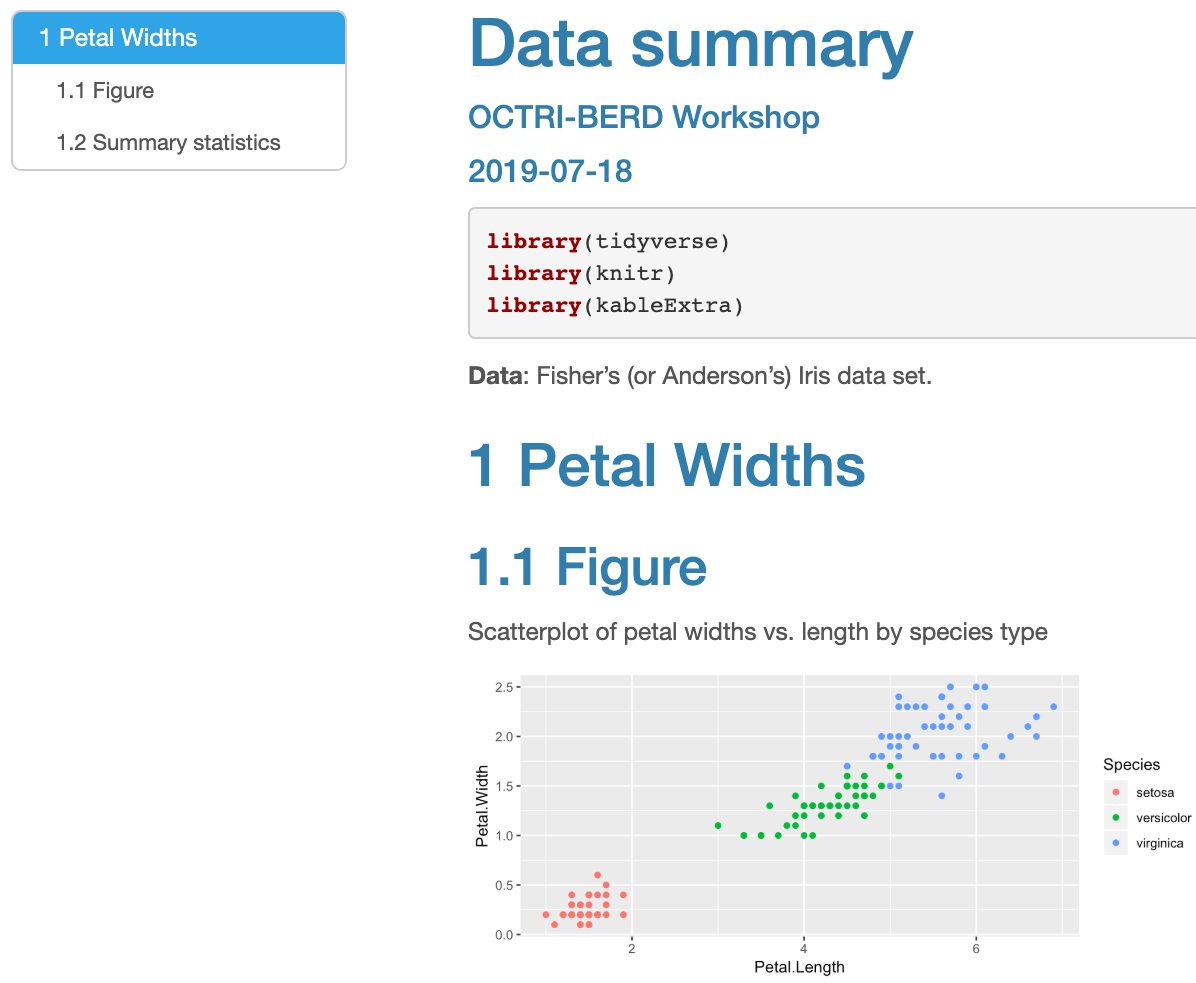 1 Petal Widths
1.1 Figure
1.2 Summary statistics
Data summary
OCTRI-BERD Workshop
2019-07-18
library(tidyverse)
library(knitr)
library(kableExtra)
Data: Fisher’s (or Anderson’s) Iris data set.
1 Petal Widths
1.1 Figure
Scatterplot of petal widths vs. length by species type
2.5
2.0
1.5
1.0
0.5
0.0
Petal.Width
2 4 6
Petal.Length
Species
setosa
versicolor
virginica